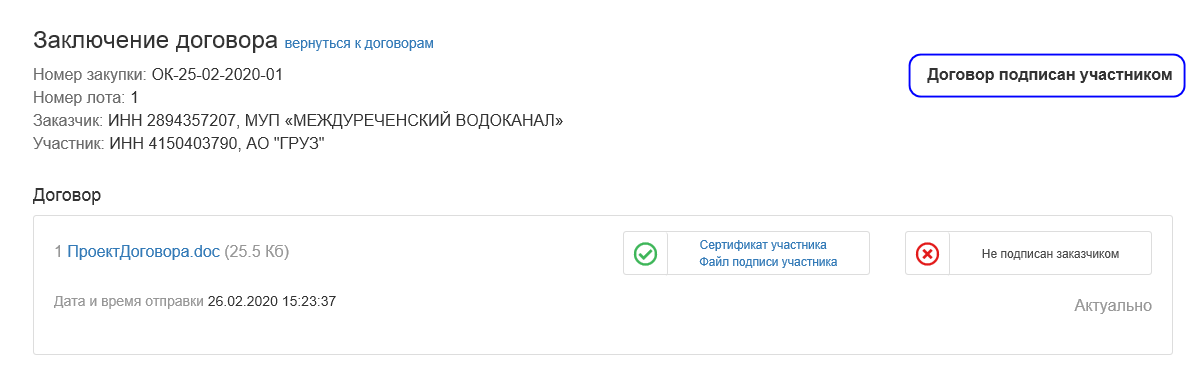 Заключение договора вернуться к договорам
Договор подписан участником
Номер закупки: ОК-25-02-2020-01
Номер лота: 1
Заказчик: ИНН 2894357207, МУП «МЕЖДУРЕЧЕНСКИЙ ВОДОКАНАЛ»
Участник: ИНН 4150403790, АО "ГРУЗ"
Договор
1 ПроектДоговора.doc (25.5 Кб)
Сертификат участника
Файл подписи участника
Не подписан заказчиком
Дата и время отправки 26.02.2020 15:23:37
Актуально